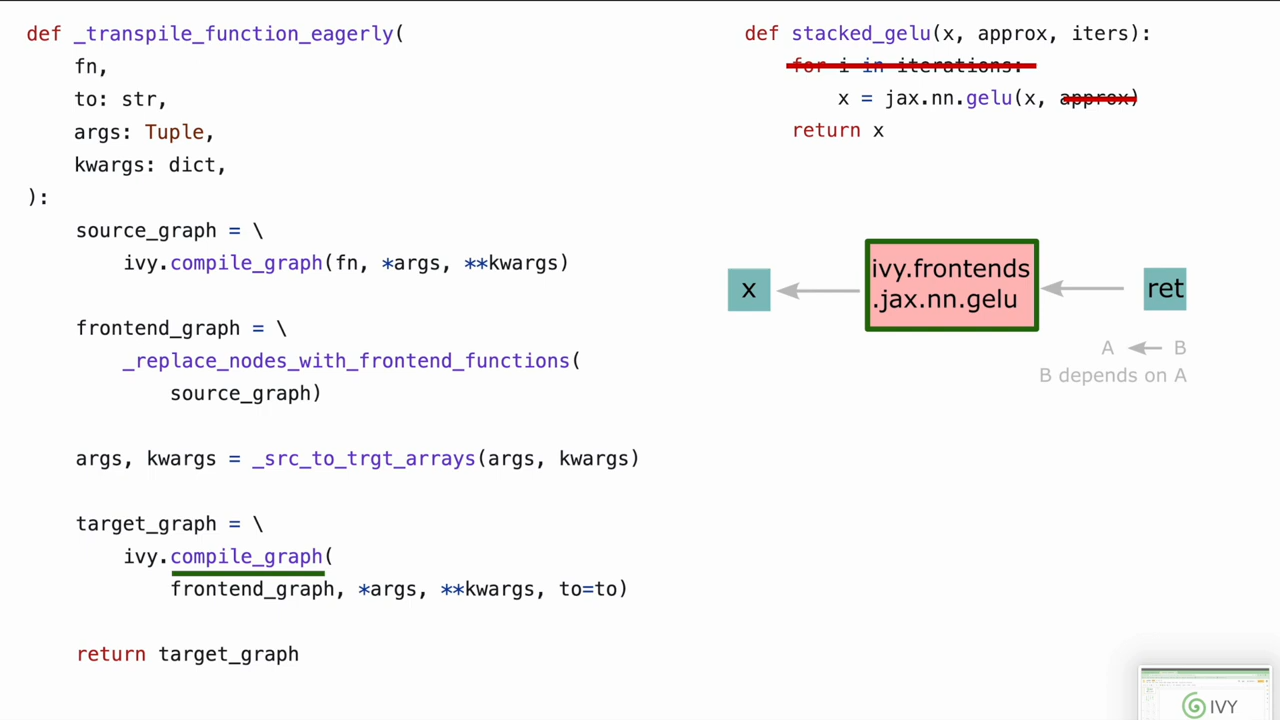 def _transpile_function_eagerly(
fn,
to: str,
args: Tuple,
kwargs: dict,
):
source_graph = \
ivy.compile_graph(fn, *args, **kwargs)
frontend_graph = \
_replace_nodes_with_frontend_functions(
source_graph)
args, kwargs = _src_to_trgt_arrays(args, kwargs)
target_graph = \
ivy.compile_graph(
frontend_graph, *args, **kwargs, to=to)
return target_graph
def stacked_gelu(x, approx, iters):
for i in iterations:
x = jax.nn.gelu(x, approx)
return x
x
ivy.frontends
.jax.nn.gelu
ret
A B
B depends on A
IVY